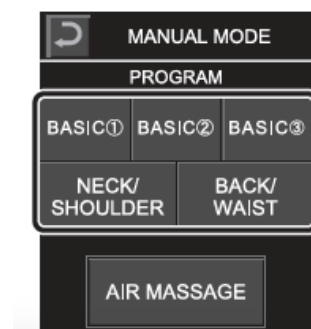 MANUAL MODE
PROGRAM
BASIC① BASIC② BASIC③
NECK/ BACK/
SHOULDER WAIST
AIR MASSAGE